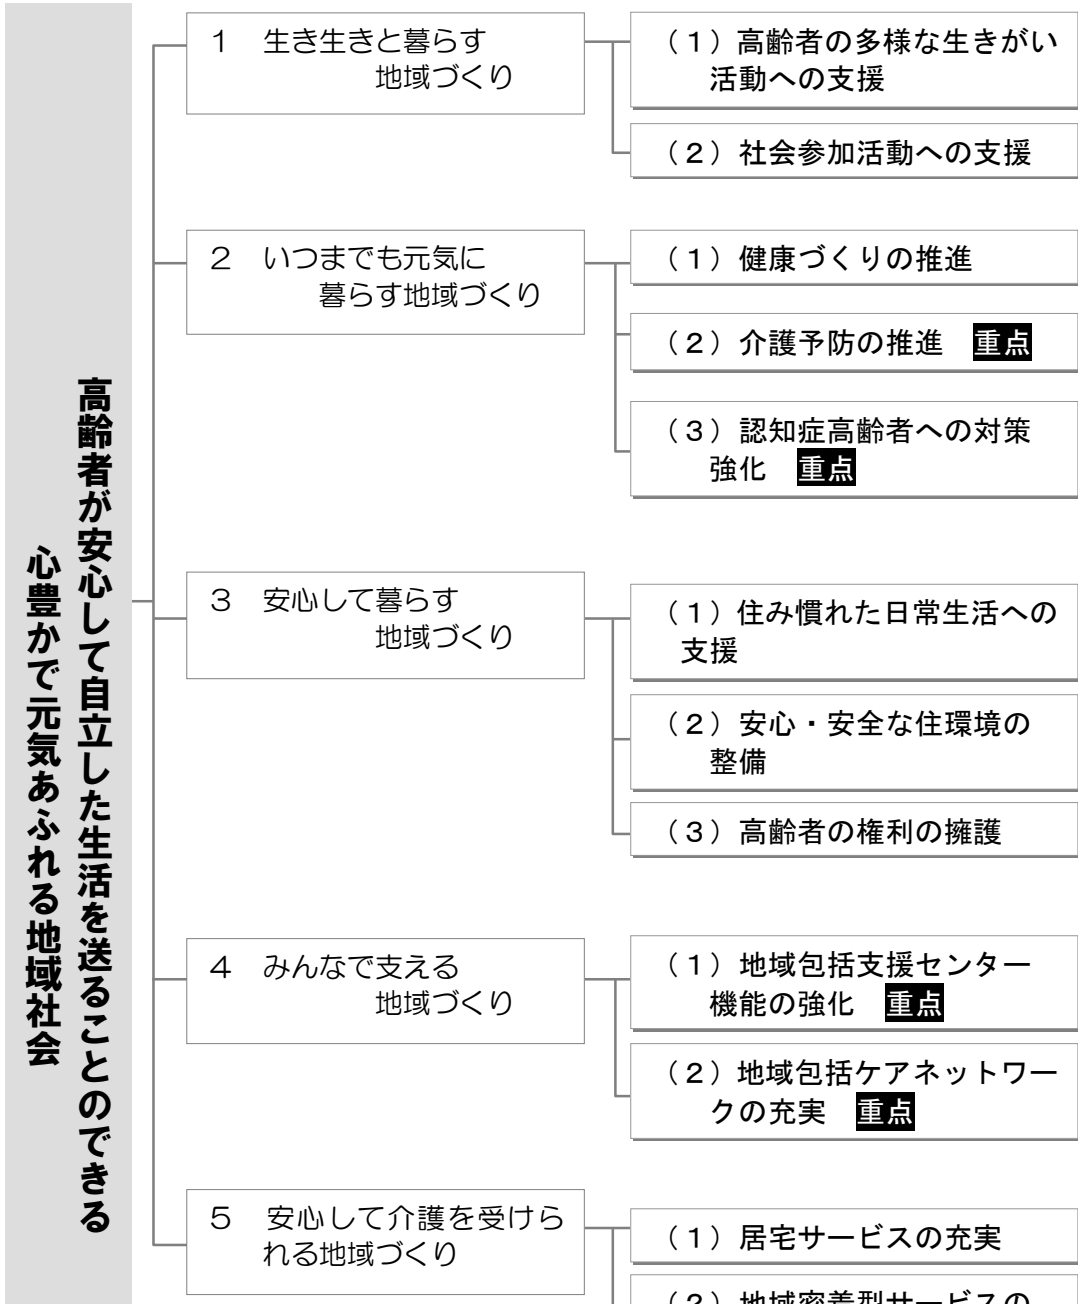 高齢者が安心して自立した生活を送ることのできる
心豊かで元気あふれる地域社会
1　生き生きと暮らす
地域づくり
（1）高齢者の多様な生きがい
活動への支援
（2）社会参加活動への支援
2　いつまでも元気に
暮らす地域づくり
（1）健康づくりの推進
（2）介護予防の推進　重点
（3）認知症高齢者への対策
強化　重点
3　安心して暮らす
地域づくり
（1）住み慣れた日常生活への
支援
（2）安心・安全な住環境の
整備
（3）高齢者の権利の擁護
4　みんなで支える
地域づくり
（1）地域包括支援センター
機能の強化　重点
（2）地域包括ケアネットワー
クの充実　重点
5　安心して介護を受けら
れる地域づくり
（1）居宅サービスの充実
（2）地域密着型サービスの